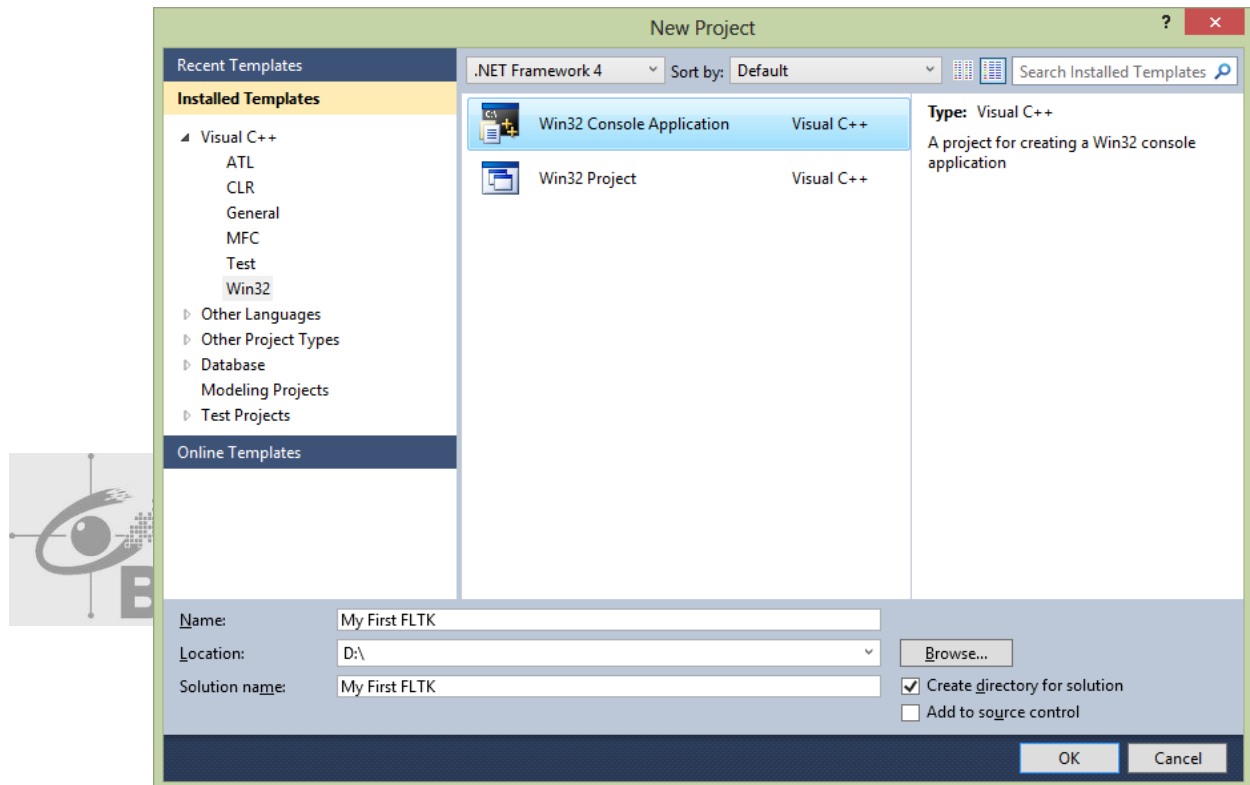 New Project
?
Recent Templates
Installed Templates
Visual C++
ATL
CLR
General
MFC
Test
Win32
Other Languages
Other Project Types
Database
Modeling Projects
Test Projects
Online Templates
.NET Framework 4 Sort by: Default
Search Installed Templates
C:\
Win32 Console Application Visual C++
Win32 Project Visual C++
Type: Visual C++
A project for creating a Win32 console
application
B
Name: My First FLTK
Location: D:\
Browse...
Solution name: My First FLTK
Create directory for solution
Add to source control
OK Cancel